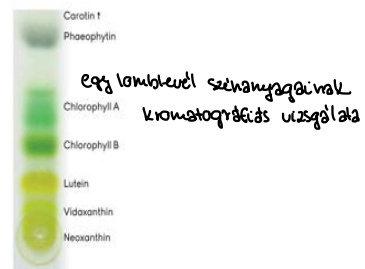 Carotin ↑
Phaeophytin
egy lomblevél színanyagainak
kromatográfiás vizsgálata
Chlorophyll A
Chlorophyll B
Lutein
Vidaxanthin
Neoxanthin